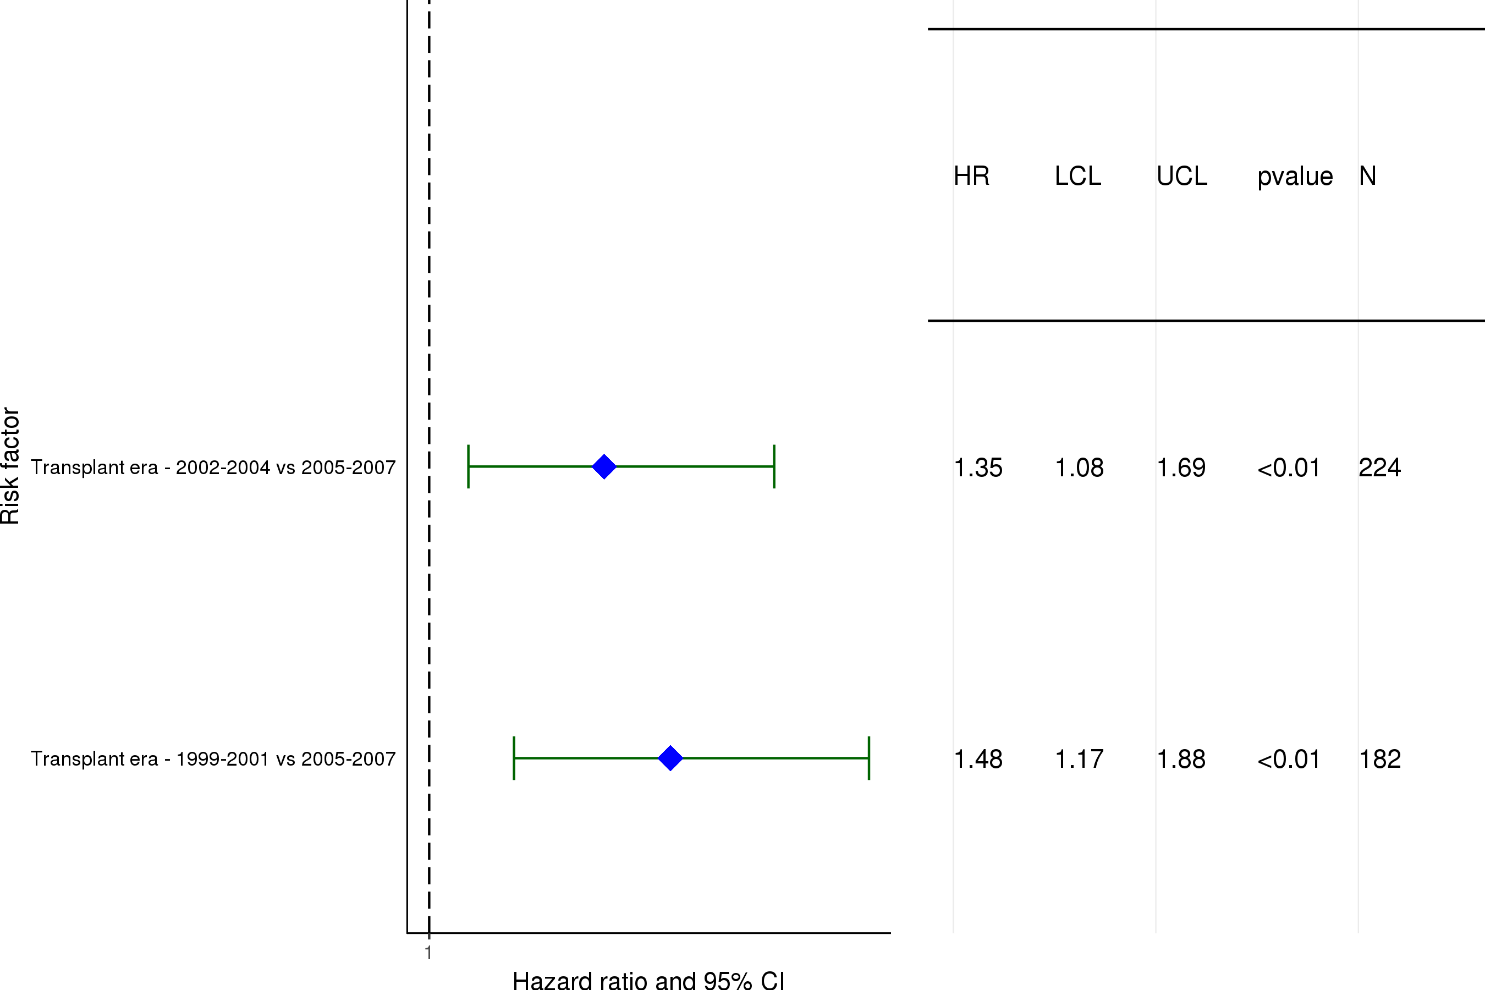 HR LCL UCL pvalue N
Risk factor
Transplant era - 2002-2004 vs 2005-2007 1.35 1.08 1.69 <0.01 224
Transplant era - 1999-2001 vs 2005-2007 1.48 1.17 1.88 <0.01 182
1
Hazard ratio and 95% CI